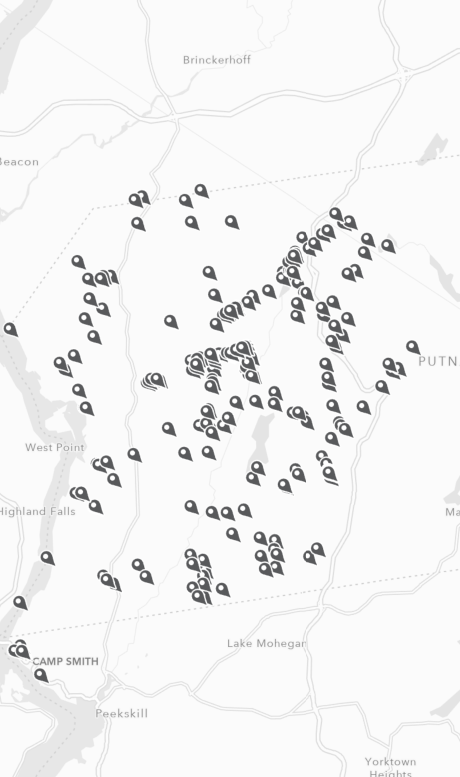 Brinckerhoff
Beacon
PUTN
West Point
Highland Falls
Ma
Lake Mohegan
CAMP SMITH
Peekskill
Yorktown
Heights